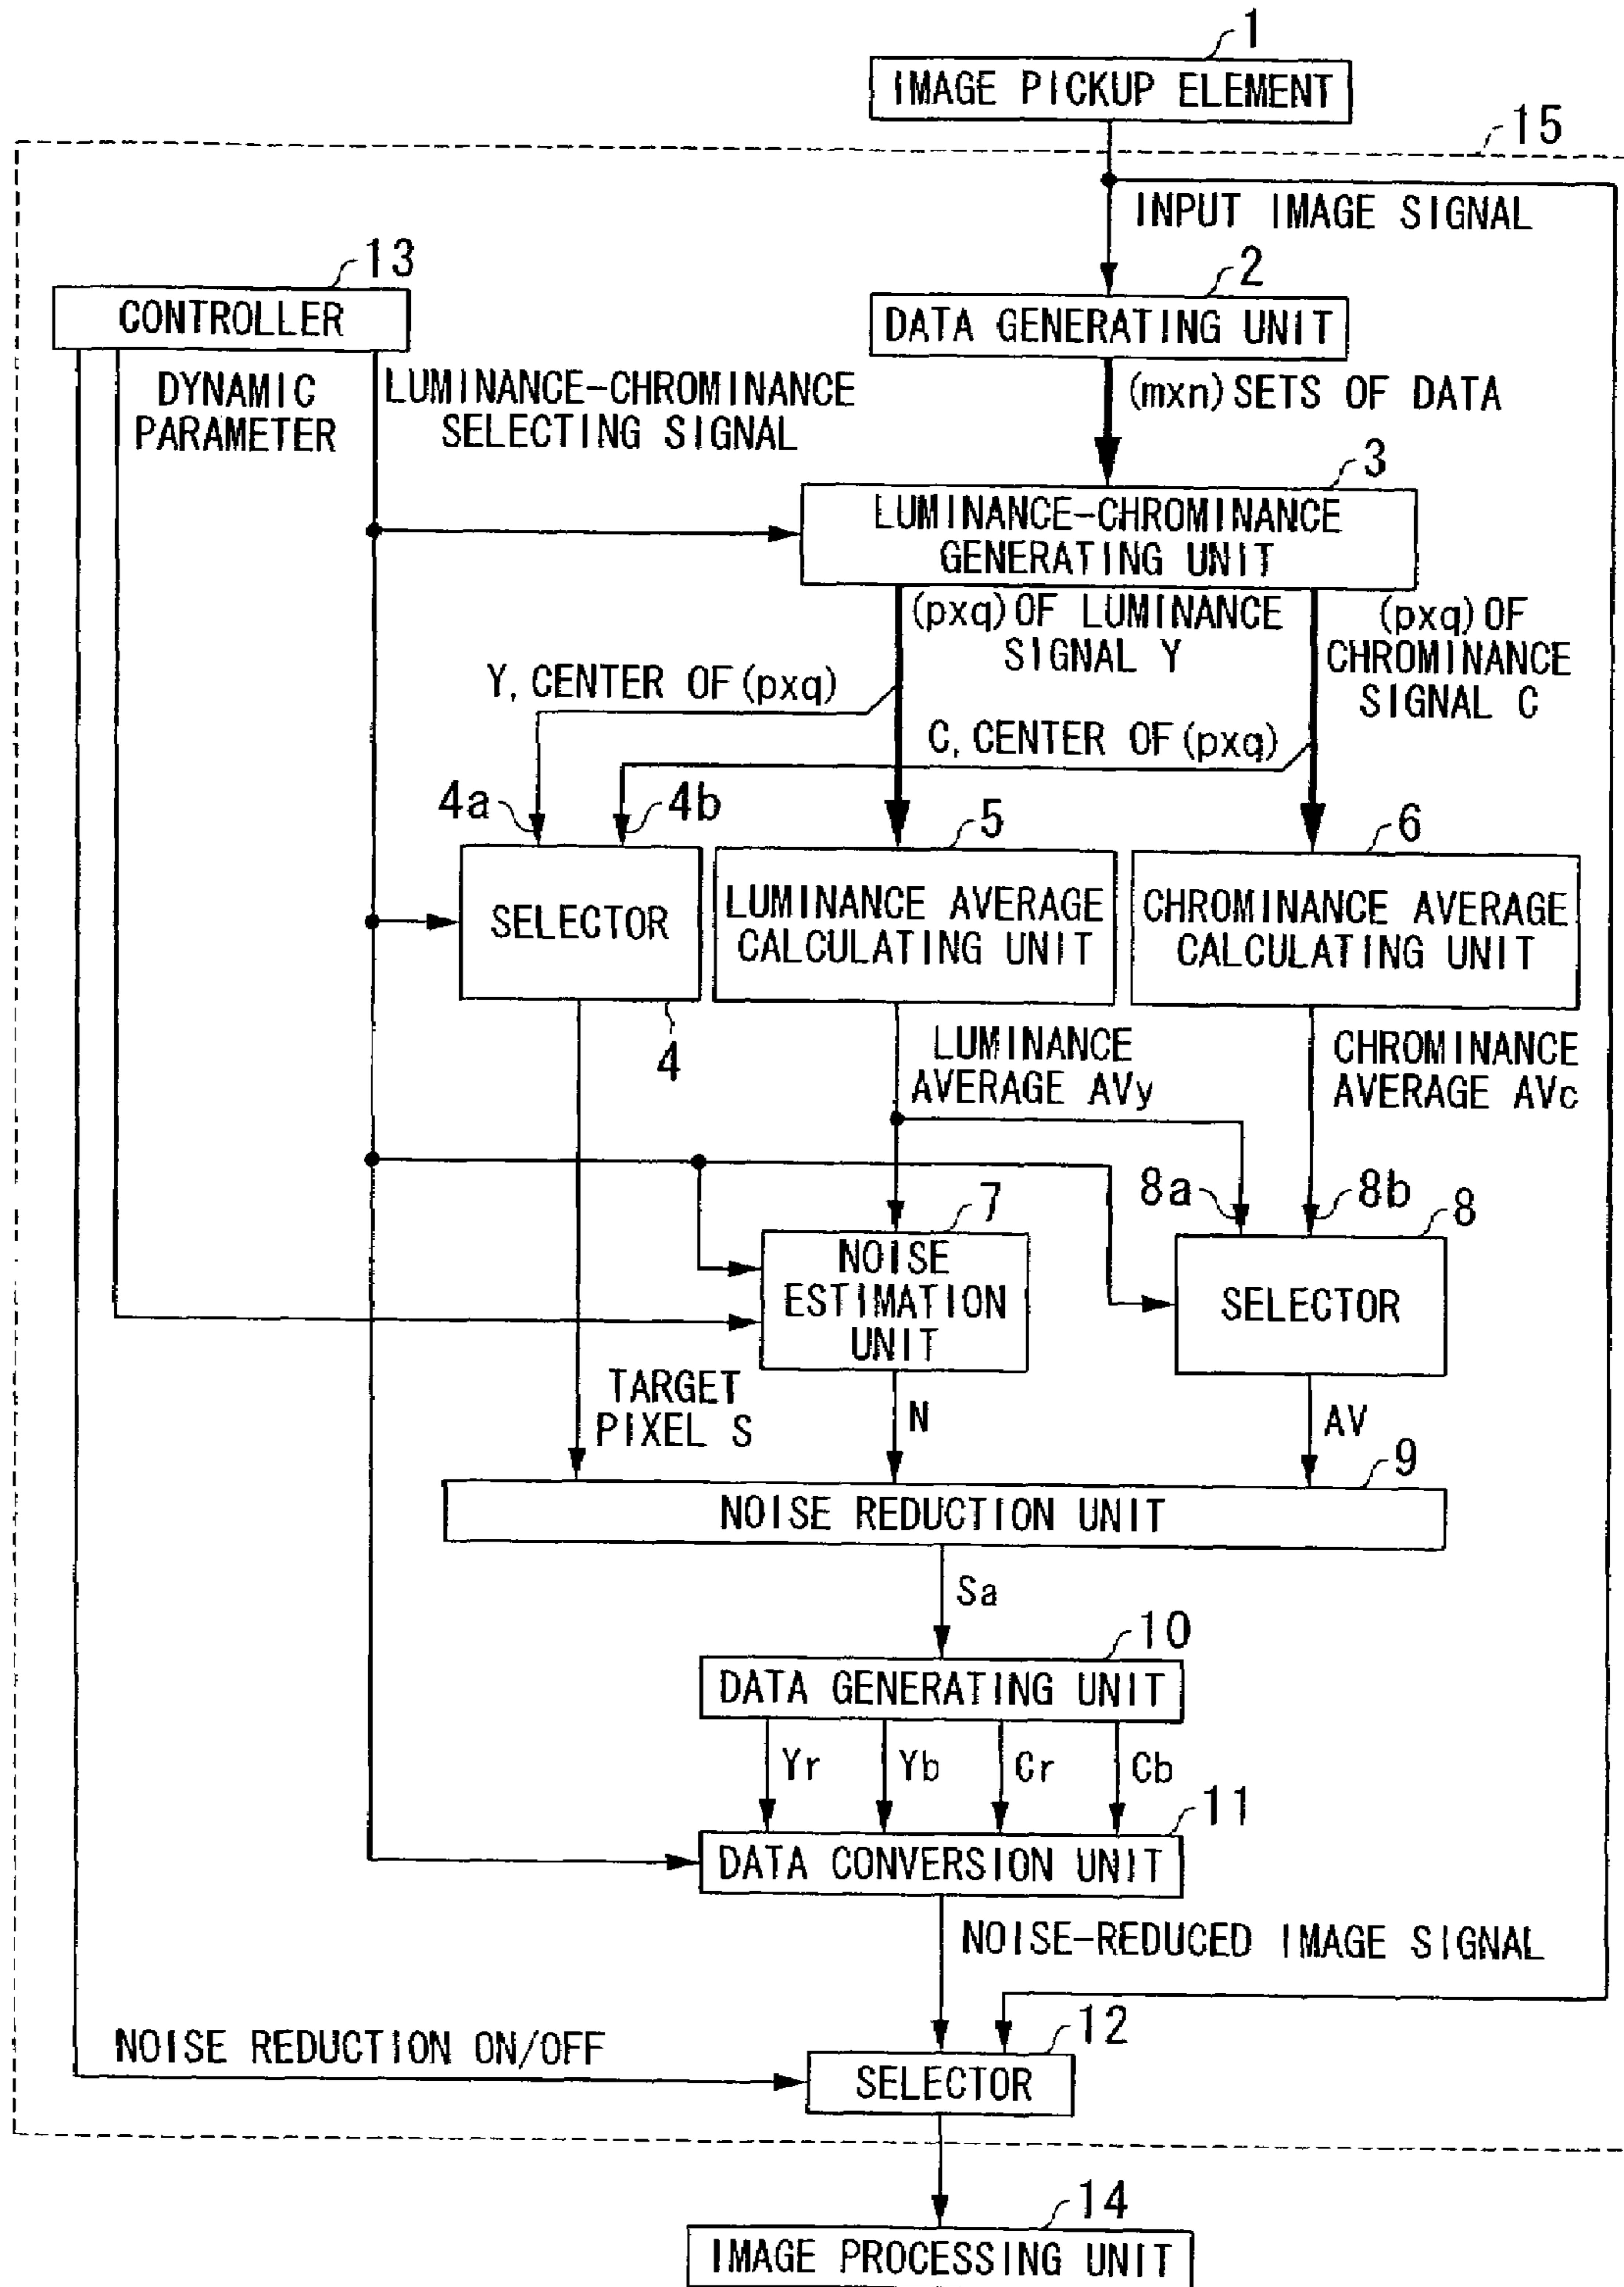 1
IMAGE PICKUP ELEMENT
15
INPUT IMAGE SIGNAL
13
CONTROLLER
2
DATA GENERATING UNIT
DYNAMIC
PARAMETER
LUMINANCE-CHROMINANCE
SELECTING SIGNAL
(mxn) SETS OF DATA
3
LUMINANCE-CHROMINANCE
GENERATING UNIT
(pxq) OF LUMINANCE
SIGNAL Y
(pxq) OF
CHROMINANCE
SIGNAL C
Y, CENTER OF (pxq)
C, CENTER OF (pxq)
4a
4b
5
6
SELECTOR
4
LUMINANCE AVERAGE
CALCULATING UNIT
CHROMINANCE AVERAGE
CALCULATING UNIT
LUMINANCE
AVERAGE AVy
CHROMINANCE
AVERAGE AVc
7
8a
8b
8
NOISE
ESTIMATION
UNIT
SELECTOR
TARGET
PIXEL S
N
AV
9
NOISE REDUCTION UNIT
Sa
10
DATA GENERATING UNIT
Yr
Yb
Cr
Cb
11
DATA CONVERSION UNIT
NOISE-REDUCED IMAGE SIGNAL
NOISE REDUCTION ON/OFF
12
SELECTOR
14
IMAGE PROCESSING UNIT